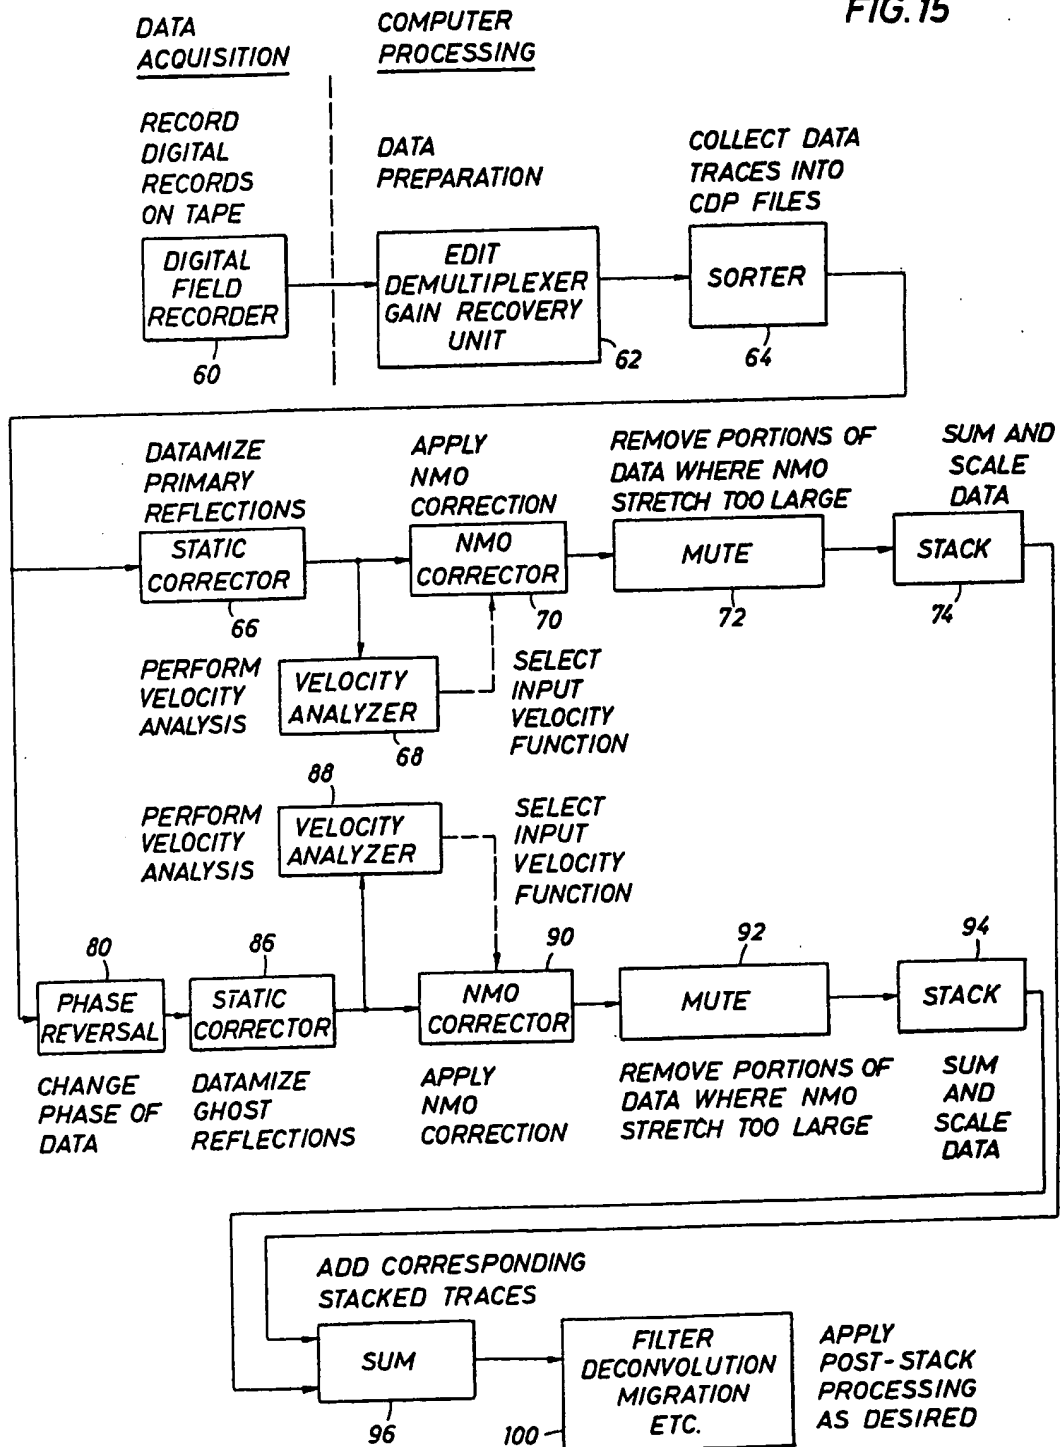 FIG. 15
DATA
ACQUISITION
COMPUTER
PROCESSING
RECORD
DIGITAL
RECORDS
ON TAPE
DATA
PREPARATION
COLLECT DATA
TRACES INTO
CDP FILES
DIGITAL
FIELD
RECORDER
60
EDIT
DEMULTIPLEXER
GAIN RECOVERY
UNIT
62
SORTER
64
DATAMIZE
PRIMARY
REFLECTIONS
APPLY
NMO
CORRECTION
REMOVE PORTIONS OF
DATA WHERE NMO
STRETCH TOO LARGE
SUM AND
SCALE
DATA
STATIC
CORRECTOR
66
NMO
CORRECTOR
70
MUTE
72
STACK
74
PERFORM
VELOCITY
ANALYSIS
VELOCITY
ANALYZER
68
SELECT
INPUT
VELOCITY
FUNCTION
88
PERFORM
VELOCITY
ANALYSIS
VELOCITY
ANALYZER
SELECT
INPUT
VELOCITY
FUNCTION
80
PHASE
REVERSAL
86
STATIC
CORRECTOR
90
NMO
CORRECTOR
92
MUTE
94
STACK
CHANGE
PHASE OF
DATA
DATAMIZE
GHOST
REFLECTIONS
APPLY
NMO
CORRECTION
REMOVE PORTIONS OF
DATA WHERE NMO
STRETCH TOO LARGE
SUM
AND
SCALE
DATA
ADD CORRESPONDING
STACKED TRACES
SUM
96
FILTER
DECONVOLUTION
MIGRATION
ETC.
100
APPLY
POST-STACK
PROCESSING
AS DESIRED